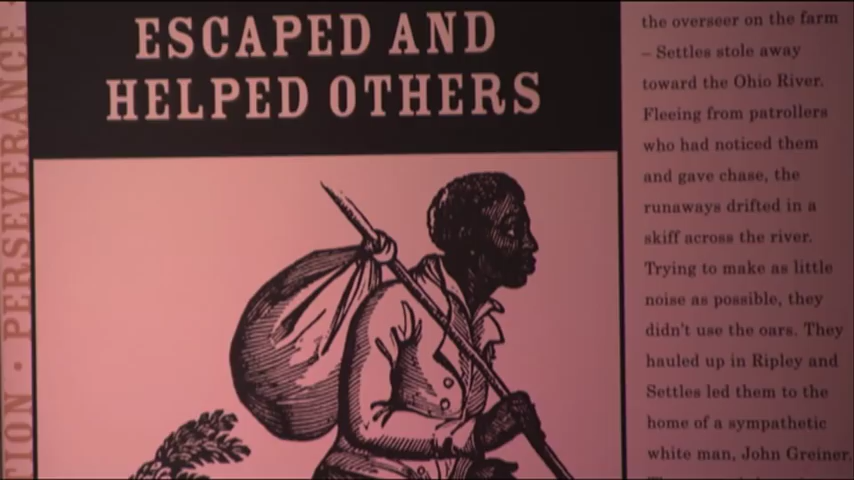 ESCAPED AND
HELPED OTHERS
the overseer on the farm
– Settles stole away
toward the Ohio River.
Fleeing from patrollers
who had noticed them
and gave chase, the
runaways drifted in a
skiff across the river.
Trying to make as little
noise as possible, they
didn't use the oars. They
hauled up in Ripley and
Settles led them to the
home of a sympathetic
white man, John Greiner.
TION · PERSEVERANCE